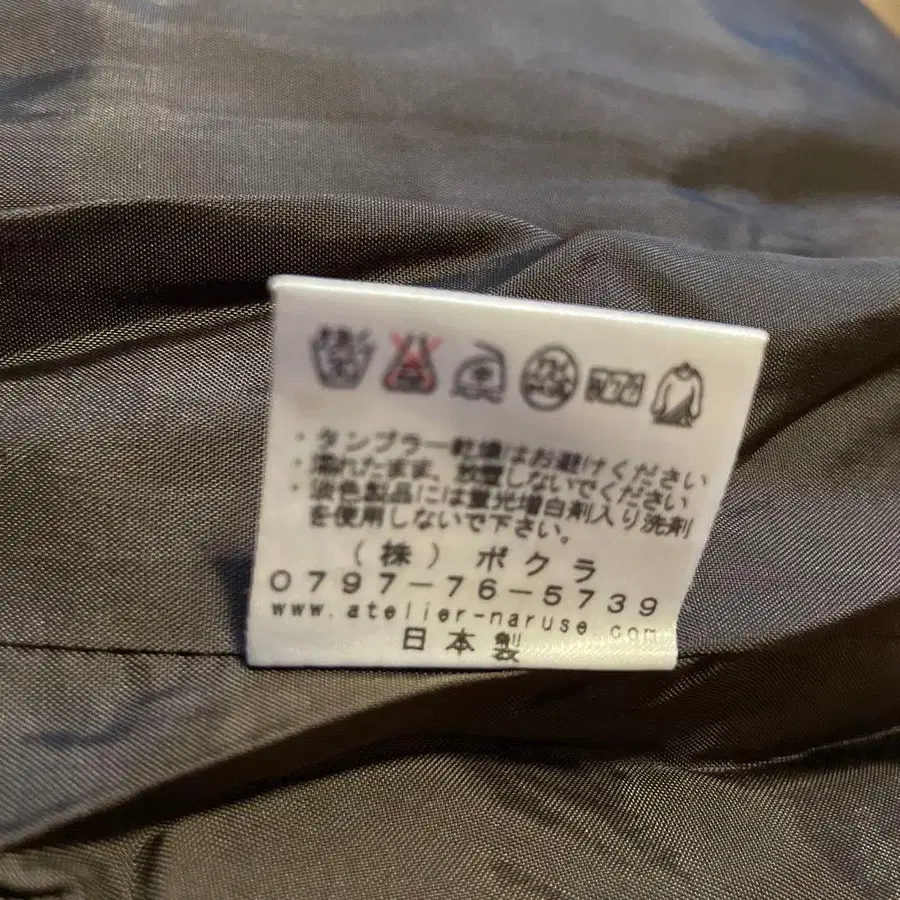 ・タンブラー乾燥はお避けください
・濡れたまま、放置しないでください
・淡色製品には蛍光増白剤入り洗剤
を使用しないで下さい。
（株）ボクラ
0797-76-5739
www.atelier-naruse.com
日本製